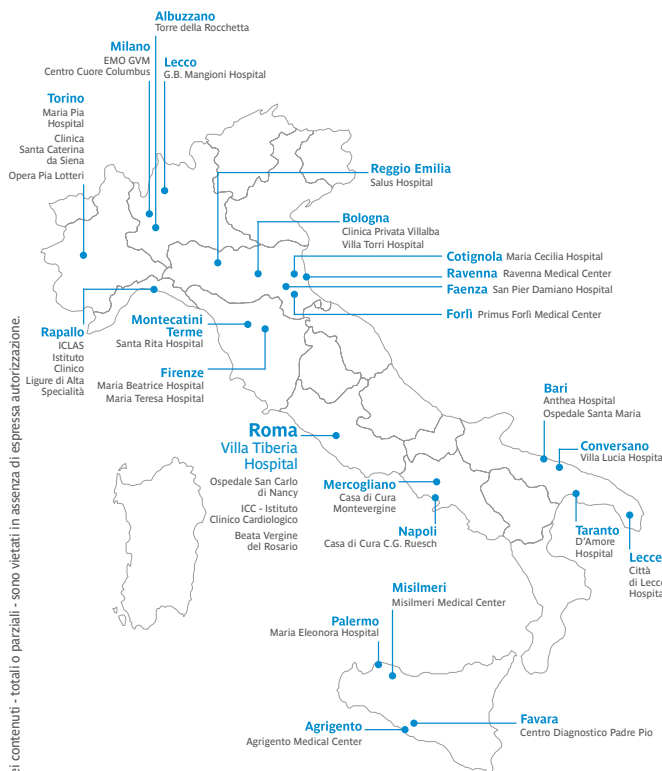 Albuzzano
Torre della Rocchetta
Milano
EMO GVM
Centro Cuore Columbus
Lecco
G.B. Mangioni Hospital
Torino
Maria Pia
Hospital
Clinica
Santa Caterina
da Siena
Opera Pia Lotteri
Reggio Emilia
Salus Hospital
Bologna
Clinica Privata Villalba
Villa Torri Hospital
Cotignola Maria Cecilia Hospital
Ravenna Ravenna Medical Center
Faenza San Pier Damiano Hospital
Forlì Primus Forlì Medical Center
Rapallo
ICLAS
Istituto
Clinico
Ligure di Alta
Specialità
Montecatini
Terme
Santa Rita Hospital
Firenze
Maria Beatrice Hospital
Maria Teresa Hospital
Roma
Villa Tiberia
Hospital
Ospedale San Carlo
di Nancy
ICC - Istituto
Clinico Cardiologico
Beata Vergine
del Rosario
Mercogliano
Casa di Cura
Montevergine
Napoli
Casa di Cura C.G. Ruesch
Bari
Anthea Hospital
Ospedale Santa Maria
Conversano
Villa Lucia Hospita
Taranto
D'Amore
Hospital
Lecce
Città
di Lecc
Hospita
Misilmeri
Misilmeri Medical Center
Palermo
Maria Eleonora Hospital
Agrigento
Agrigento Medical Center
Favara
Centro Diagnostico Padre Pio
ei contenuti - totali o parziali - sono vietati in assenza di espressa autorizzazione.